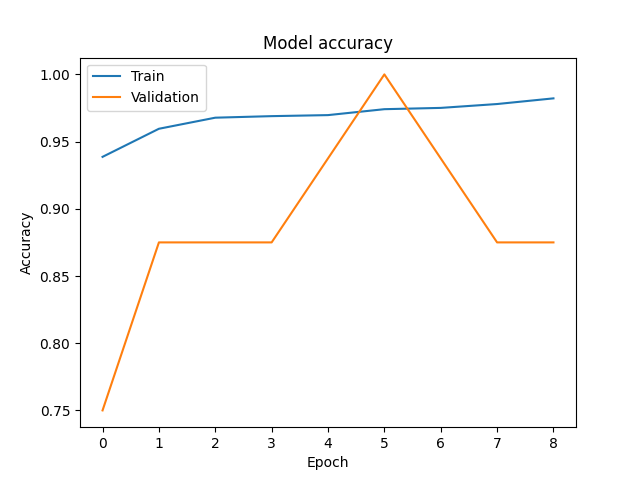 Model accuracy
Train
Validation
1.00
0.95
0.90
0.85
0.80
0.75
Accuracy
0 1 2 3 4 5 6 7 8
Epoch